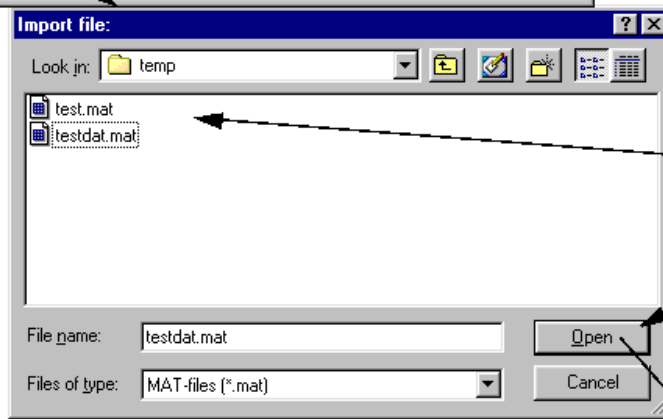 Import file:
Look in: temp
test.mat
testdat.mat
File name: testdat.mat Open
Files of type: MAT-files (*.mat) Cancel